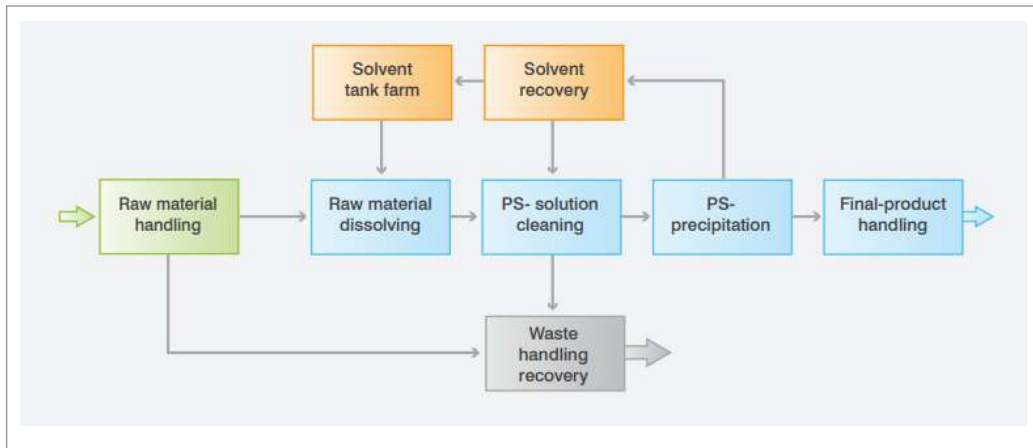 Solvent
tank farm
Solvent
recovery
Raw material
handling
Raw material
dissolving
PS- solution
cleaning
PS-
precipitation
Final-product
handling
Waste
handling
recovery